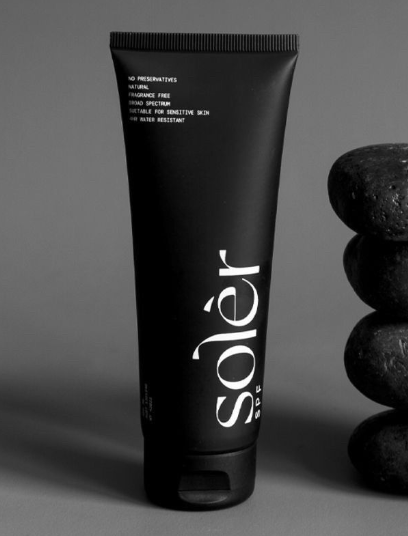 NO PRESERVATIVES
NATURAL
FRAGRANCE FREE
BROAD SPECTRUM
SUITABLE FOR SENSITIVE SKIN
WATER RESISTANT
solèr
SPF